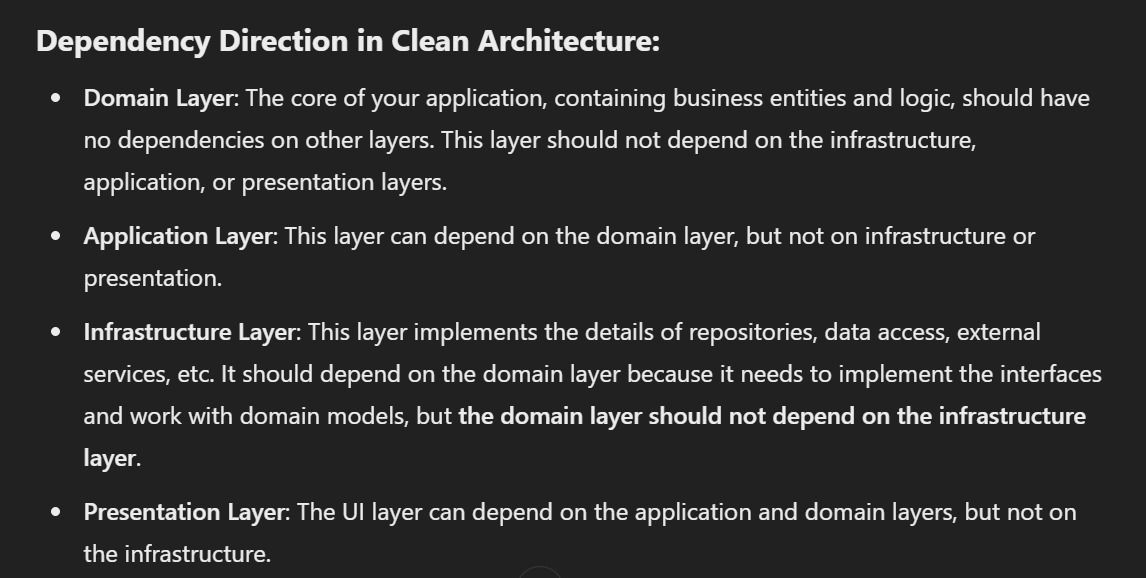 Dependency Direction in Clean Architecture:
Domain Layer: The core of your application, containing business entities and logic, should have
no dependencies on other layers. This layer should not depend on the infrastructure,
application, or presentation layers.
Application Layer: This layer can depend on the domain layer, but not on infrastructure or
presentation.
Infrastructure Layer: This layer implements the details of repositories, data access, external
services, etc. It should depend on the domain layer because it needs to implement the interfaces
and work with domain models, but the domain layer should not depend on the infrastructure
layer.
Presentation Layer: The UI layer can depend on the application and domain layers, but not on
the infrastructure.